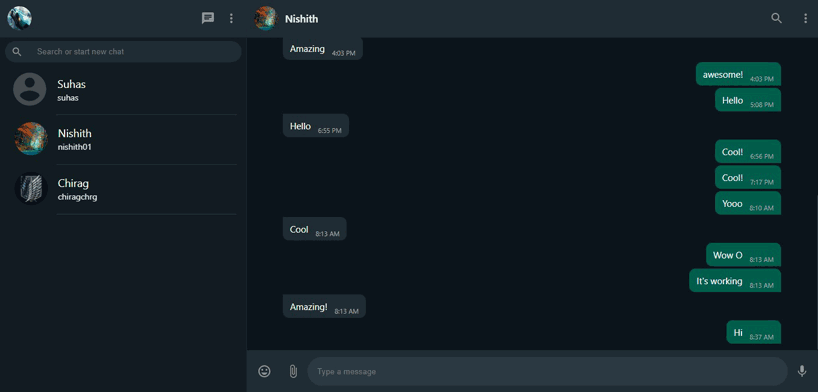 Nishith
Search or start new chat
Suhas
suhas
Nishith
nishith01
Chirag
chiragchrg
Amazing 4:03 PM
awesome! 4:03 PM
Hello 5:08 PM
Hello 6:55 PM
Cool! 6:56 PM
Cool! 7:17 PM
Yooo 8:10 AM
Cool 8:13 AM
Wow O 8:13 AM
It's working 8:13 AM
Amazing! 8:13 AM
Hi 8:37 AM
Type a message